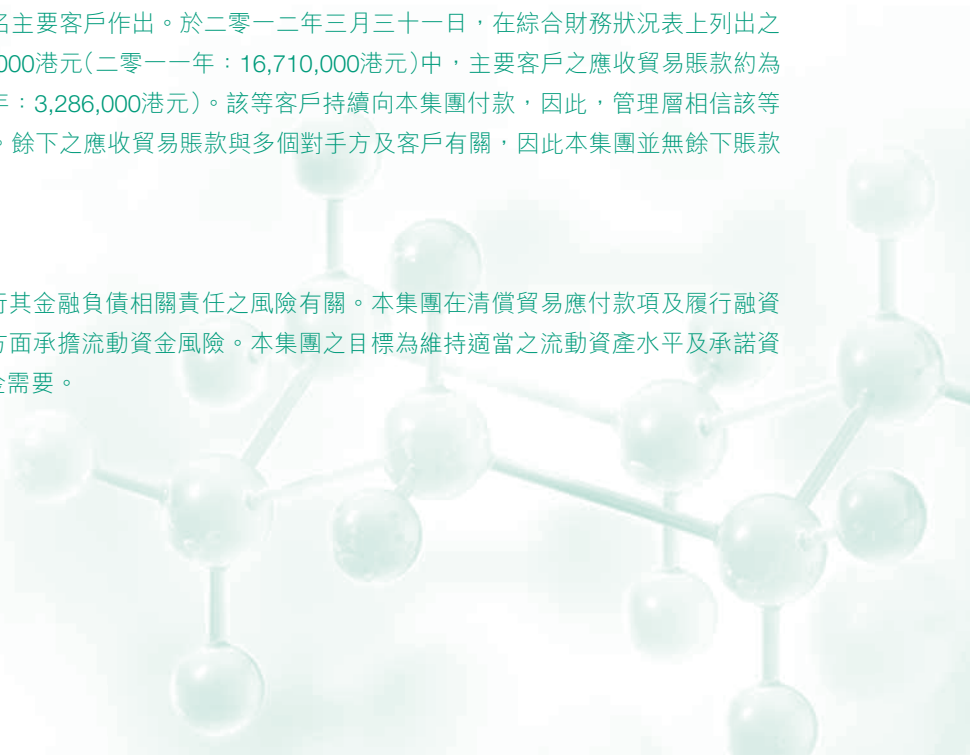 名主要客戶作出。於二零一二年三月三十一日，在綜合財務狀況表上列出之
000港元(二零一一年：16,710,000港元)中，主要客戶之應收貿易賬款約為
：3,286,000港元)。該等客戶持續向本集團付款，因此，管理層相信該等
。餘下之應收貿易賬款與多個對手方及客戶有關，因此本集團並無餘下賬款
行其金融負債相關責任之風險有關。本集團在清償貿易應付款項及履行融資
方面承擔流動資金風險。本集團之目標為維持適當之流動資產水平及承諾資
金需要。